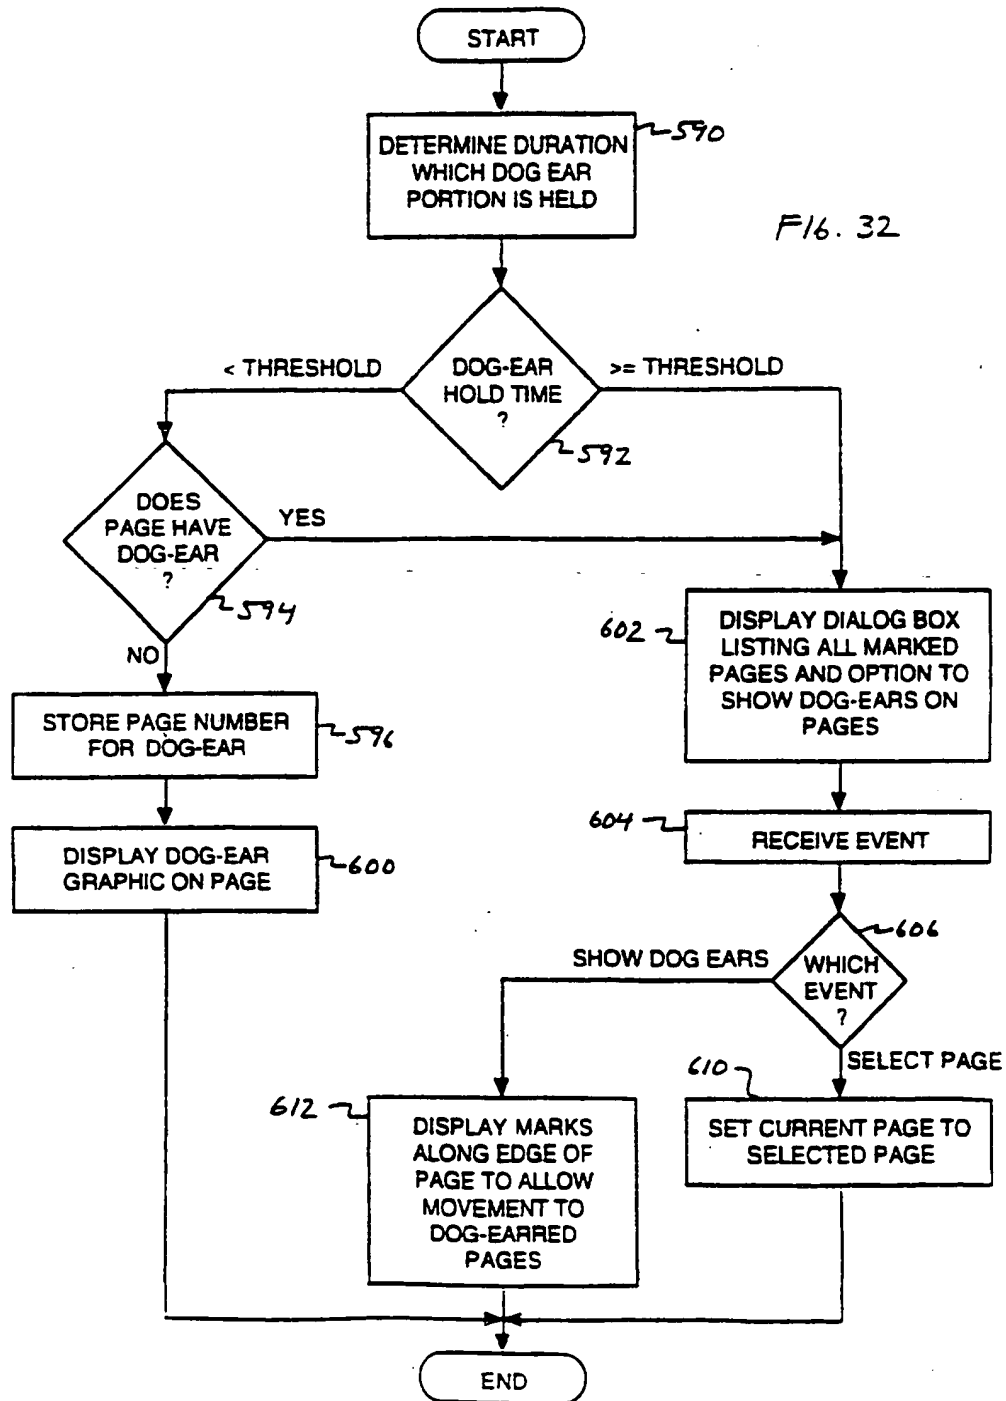 START
DETERMINE DURATION
WHICH DOG EAR
PORTION IS HELD
590
FIG. 32
< THRESHOLD
DOG-EAR
HOLD TIME
?
>= THRESHOLD
592
DOES
PAGE HAVE
DOG-EAR
?
YES
594
NO
602
DISPLAY DIALOG BOX
LISTING ALL MARKED
PAGES AND OPTION TO
SHOW DOG-EARS ON
PAGES
STORE PAGE NUMBER
FOR DOG-EAR
596
604
RECEIVE EVENT
DISPLAY DOG-EAR
GRAPHIC ON PAGE
600
606
SHOW DOG EARS
WHICH
EVENT
?
SELECT PAGE
610
612
DISPLAY MARKS
ALONG EDGE OF
PAGE TO ALLOW
MOVEMENT TO
DOG-EARRED
PAGES
SET CURRENT PAGE TO
SELECTED PAGE
END